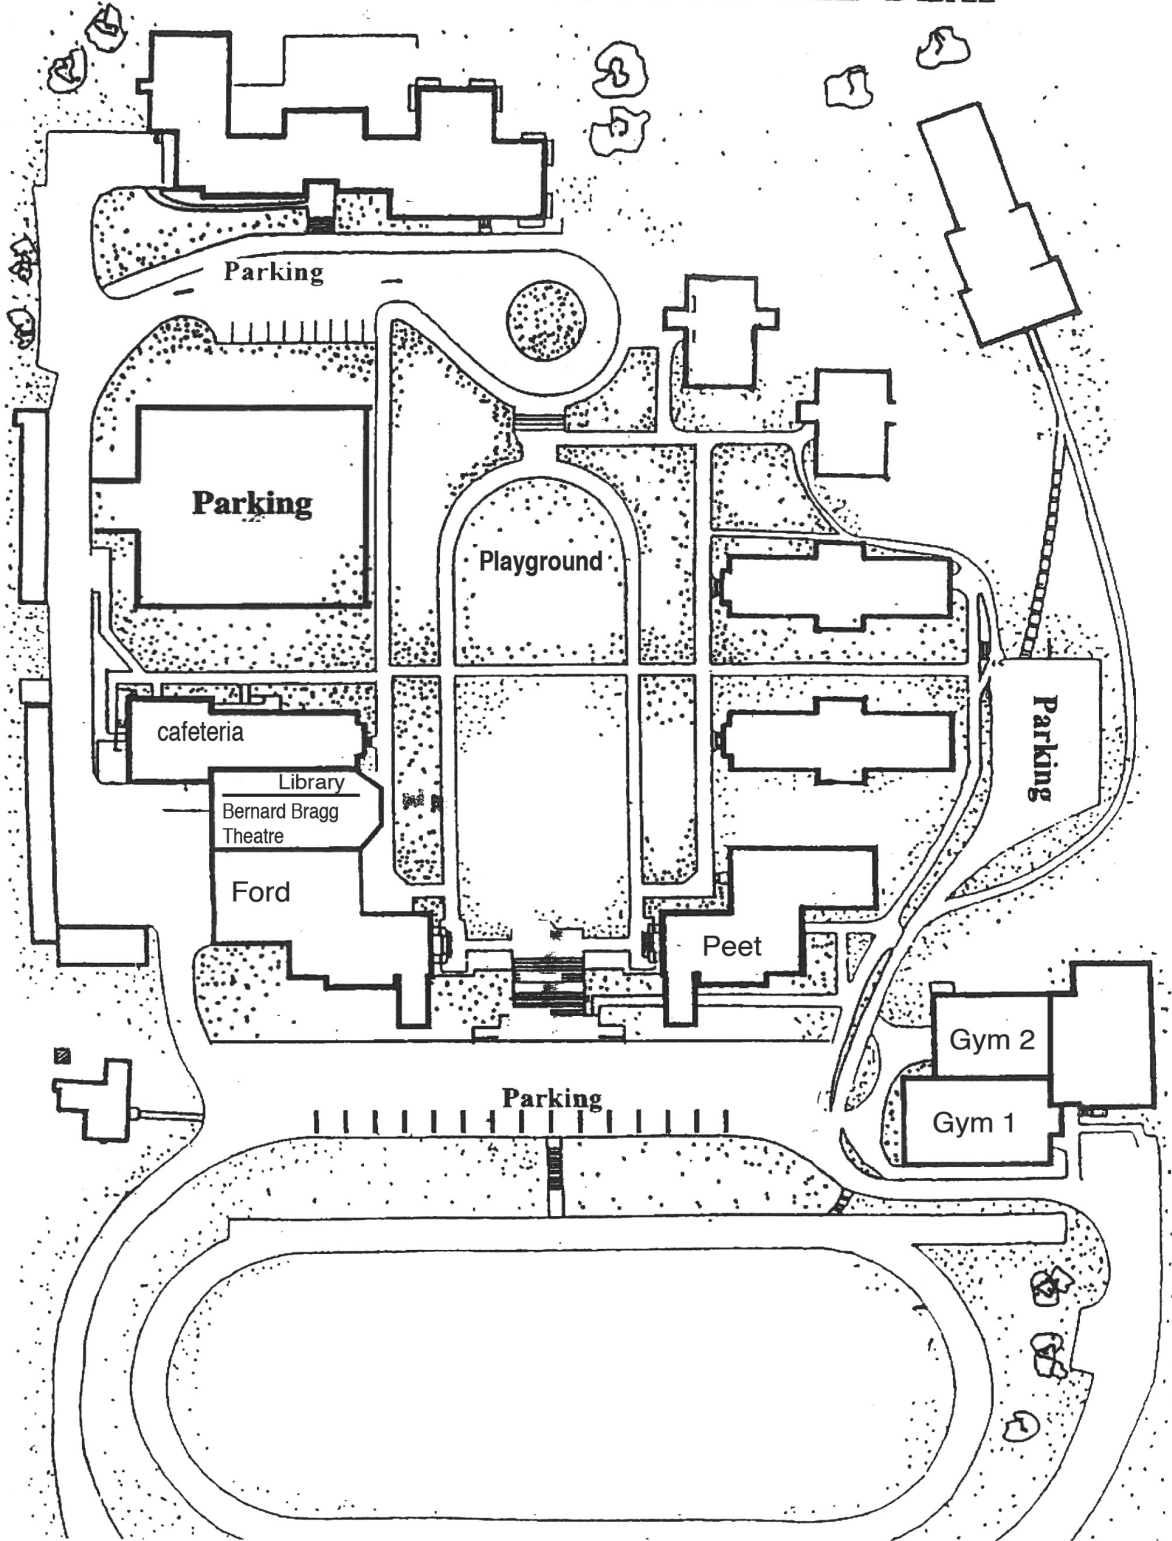 Parking
Parking
Playground
cafeteria
Library
Bernard Bragg
Theatre
Parking
Ford
Peet
Gym 2
Gym 1
Parking